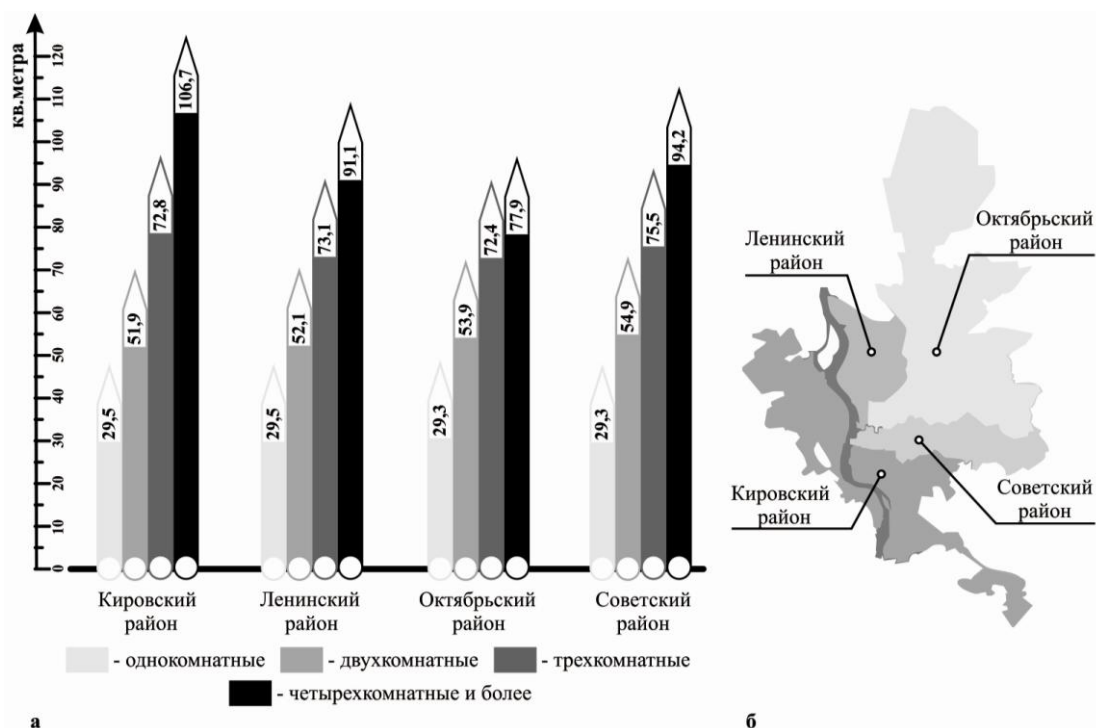 кв.метра
120
110
100
90
80
70
60
50
40
30
20
10
0
29,5
51,9
72,8
106,7
29,5
52,1
73,1
91,1
29,3
53,9
72,4
77,9
29,3
54,9
75,5
94,2
Кировский
район
Ленинский
район
Октябрьский
район
Советский
район
- однокомнатные
- двухкомнатные
- трехкомнатные
- четырехкомнатные и более
а
Октябрьский
район
Ленинский
район
Кировский
район
Советский
район
б